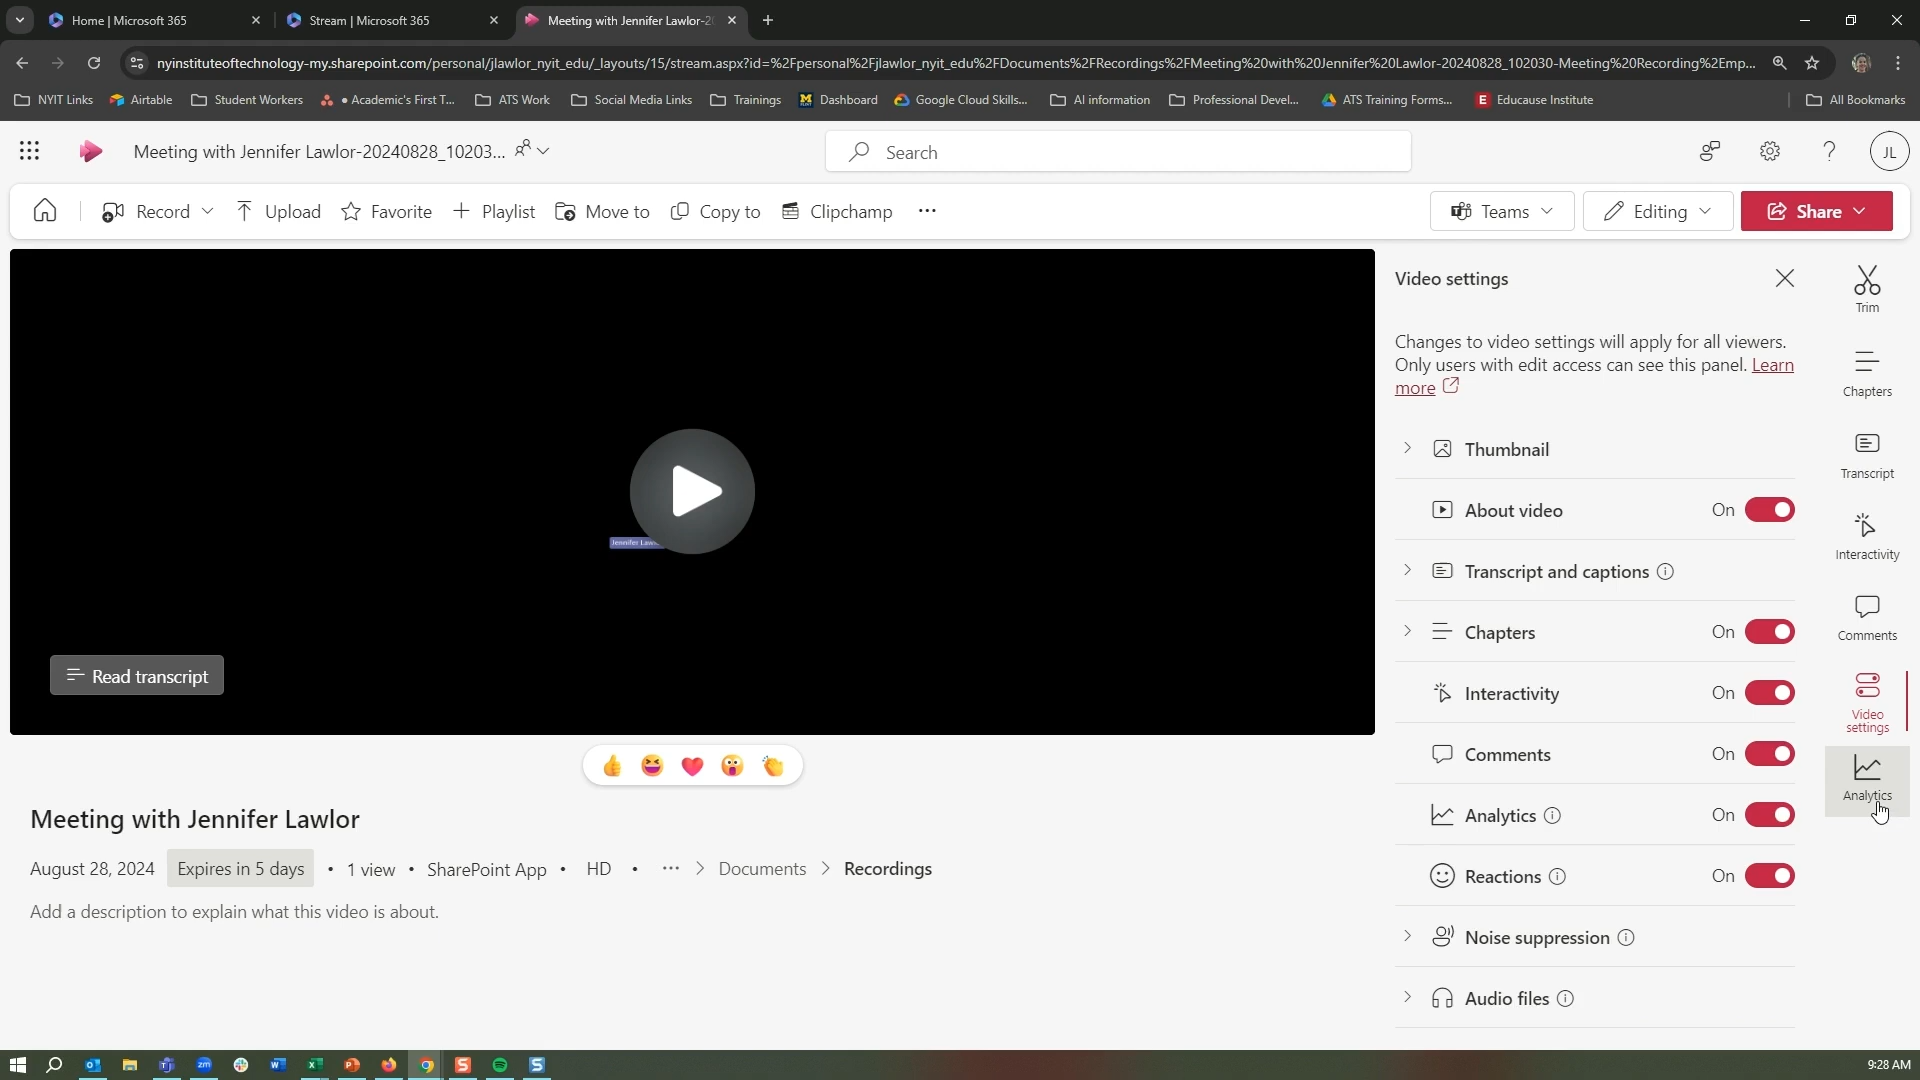 Home | Microsoft 365
Stream | Microsoft 365
Meeting with Jennifer Lawlor-2
nyinstituteoftechnology-my.sharepoint.com/personal/jlawlor_nyit_edu/_layouts/15/stream.aspx?id=%2Fpersonal%2Fjlawlor_nyit_edu%2FDocuments%2FRecordings%2FMeeting%20with%20Jennifer%20Lawlor-20240828_102030-Meeting%20Recording%2Emp...
NYIT Links
Airtable
Student Workers
• Academic's First T...
ATS Work
Social Media Links
Trainings
Dashboard
Google Cloud Skills...
AI information
Professional Devel...
ATS Training Forms...
Educause Institute
All Bookmarks
Meeting with Jennifer Lawlor-20240828_10203...
Search
JL
Record
Upload
Favorite
Playlist
Move to
Copy to
Clipchamp
Teams
Editing
Share
Video settings
Changes to video settings will apply for all viewers.
Only users with edit access can see this panel. Learn
more
Thumbnail
About video On
Transcript and captions
Chapters On
Interactivity On
Comments On
Analytics On
Reactions On
Noise suppression
Audio files
Trim
Chapters
Transcript
Interactivity
Comments
Video
settings
Analytics
Jennifer
Read transcript
Meeting with Jennifer Lawlor
August 28, 2024 Expires in 5 days • 1 view • SharePoint App • HD • ... > Documents > Recordings
Add a description to explain what this video is about.
9:28 AM